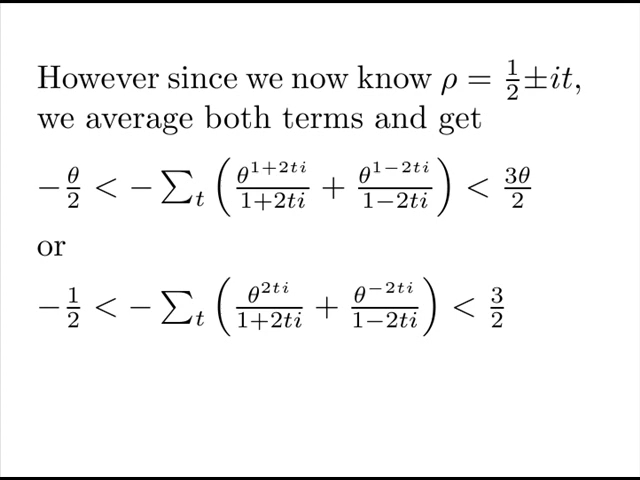 However since we now know ρ = 1/2 ± it,
we average both terms and get
−θ/2 < −∑_t (θ^{1+2ti}/(1+2ti) + θ^{1−2ti}/(1−2ti)) < 3θ/2
or
−1/2 < −∑_t (θ^{2ti}/(1+2ti) + θ^{−2ti}/(1−2ti)) < 3/2